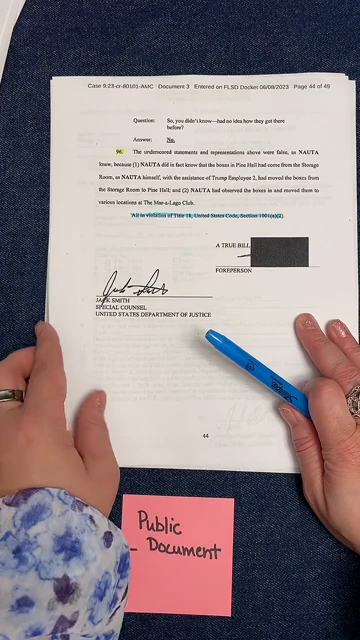 Case 9:23-cr-80101-AMC Document 3 Entered on FLSD Docket 06/08/2023 Page 44 of 49
Question: So, you didn't know—had no idea how they got there
before?
Answer: No.
96. The underscored statements and representations above were false, as NAUTA
knew, because (1) NAUTA did in fact know that the boxes in Pine Hall had come from the Storage
Room, as NAUTA himself, with the assistance of Trump Employee 2, had moved the boxes from
the Storage Room to Pine Hall; and (2) NAUTA had observed the boxes in and moved them to
various locations at The Mar-a-Lago Club.
All in violation of Title 18, United States Code, Section 1001(a)(2).
A TRUE BILL
FOREPERSON
JACK SMITH
SPECIAL COUNSEL
UNITED STATES DEPARTMENT OF JUSTICE
44
Public
- Document